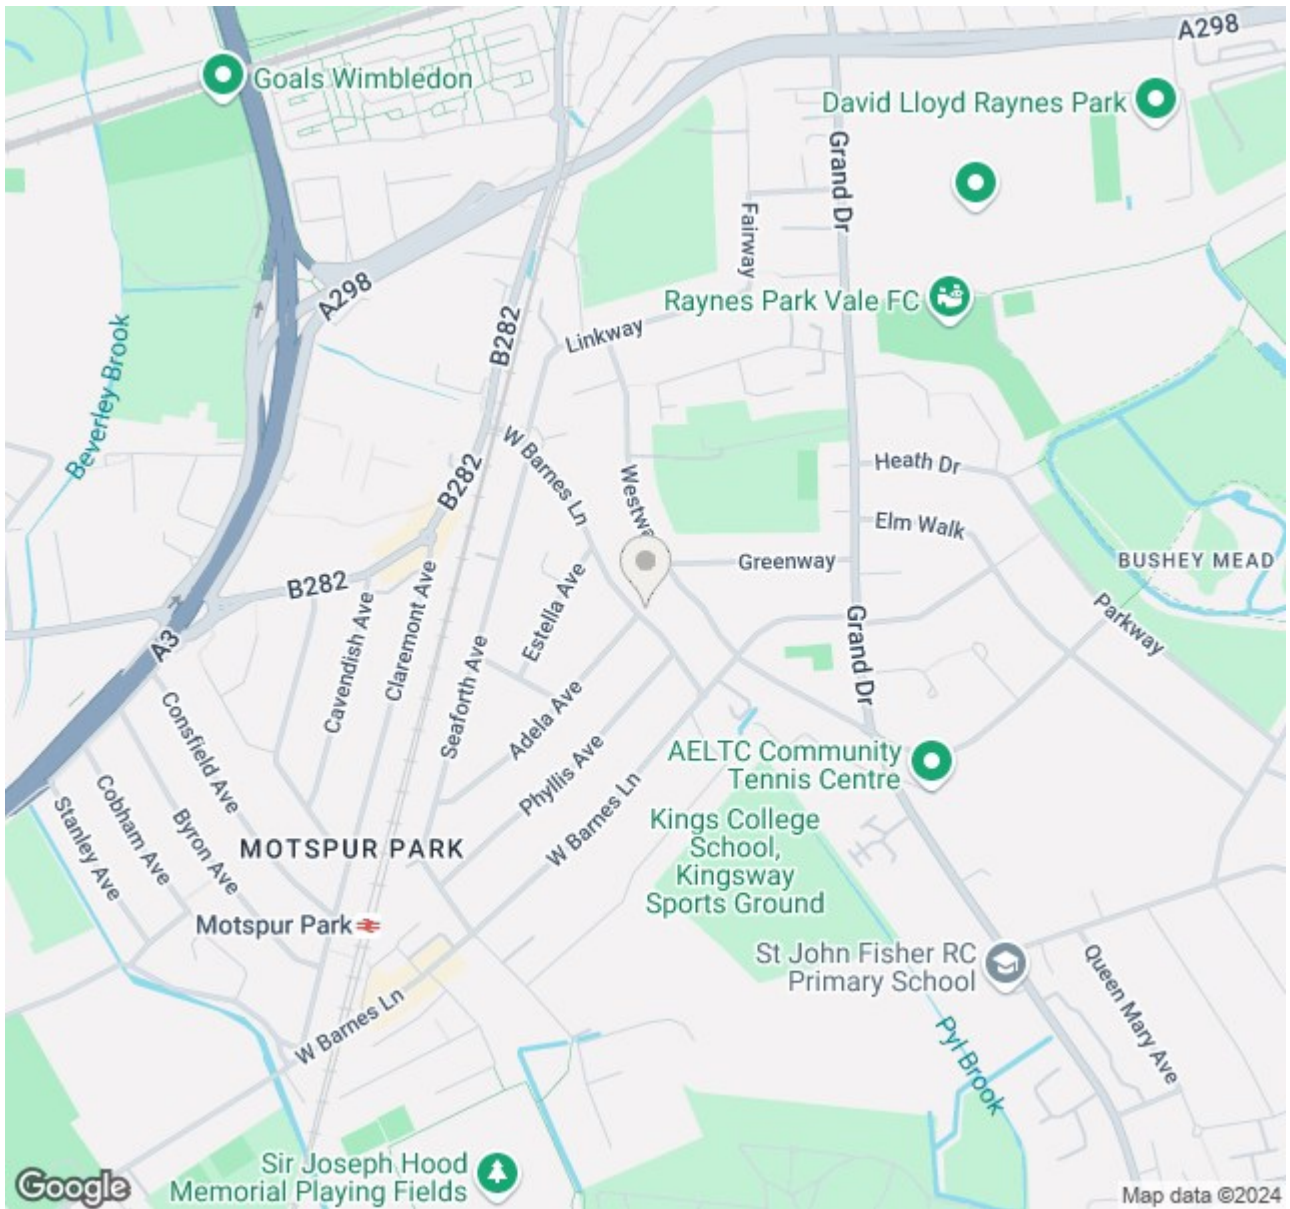 A298
Goals Wimbledon
David Lloyd Raynes Park
Grand Dr
Fairway
A298
Raynes Park Vale FC
B282
Linkway
Beverley Brook
W Barnes Ln
B282
Heath Dr
Westwa
Elm Walk
Greenway
BUSHEY MEAD
B282
Estella Ave
Cavendish Ave
Claremont Ave
Parkway
A3
Grand Dr
Seaforth Ave
Consfield Ave
Adela Ave
AELTC Community
Tennis Centre
Phyllis Ave
W Barnes Ln
Cobham Ave
Stanley Ave
Byron Ave
MOTSPUR PARK
Kings College
School,
Kingsway
Sports Ground
Motspur Park
St John Fisher RC
Primary School
Queen Mary Ave
W Barnes Ln
Pyl Brook
Sir Joseph Hood
Memorial Playing Fields
Google
Map data ©2024